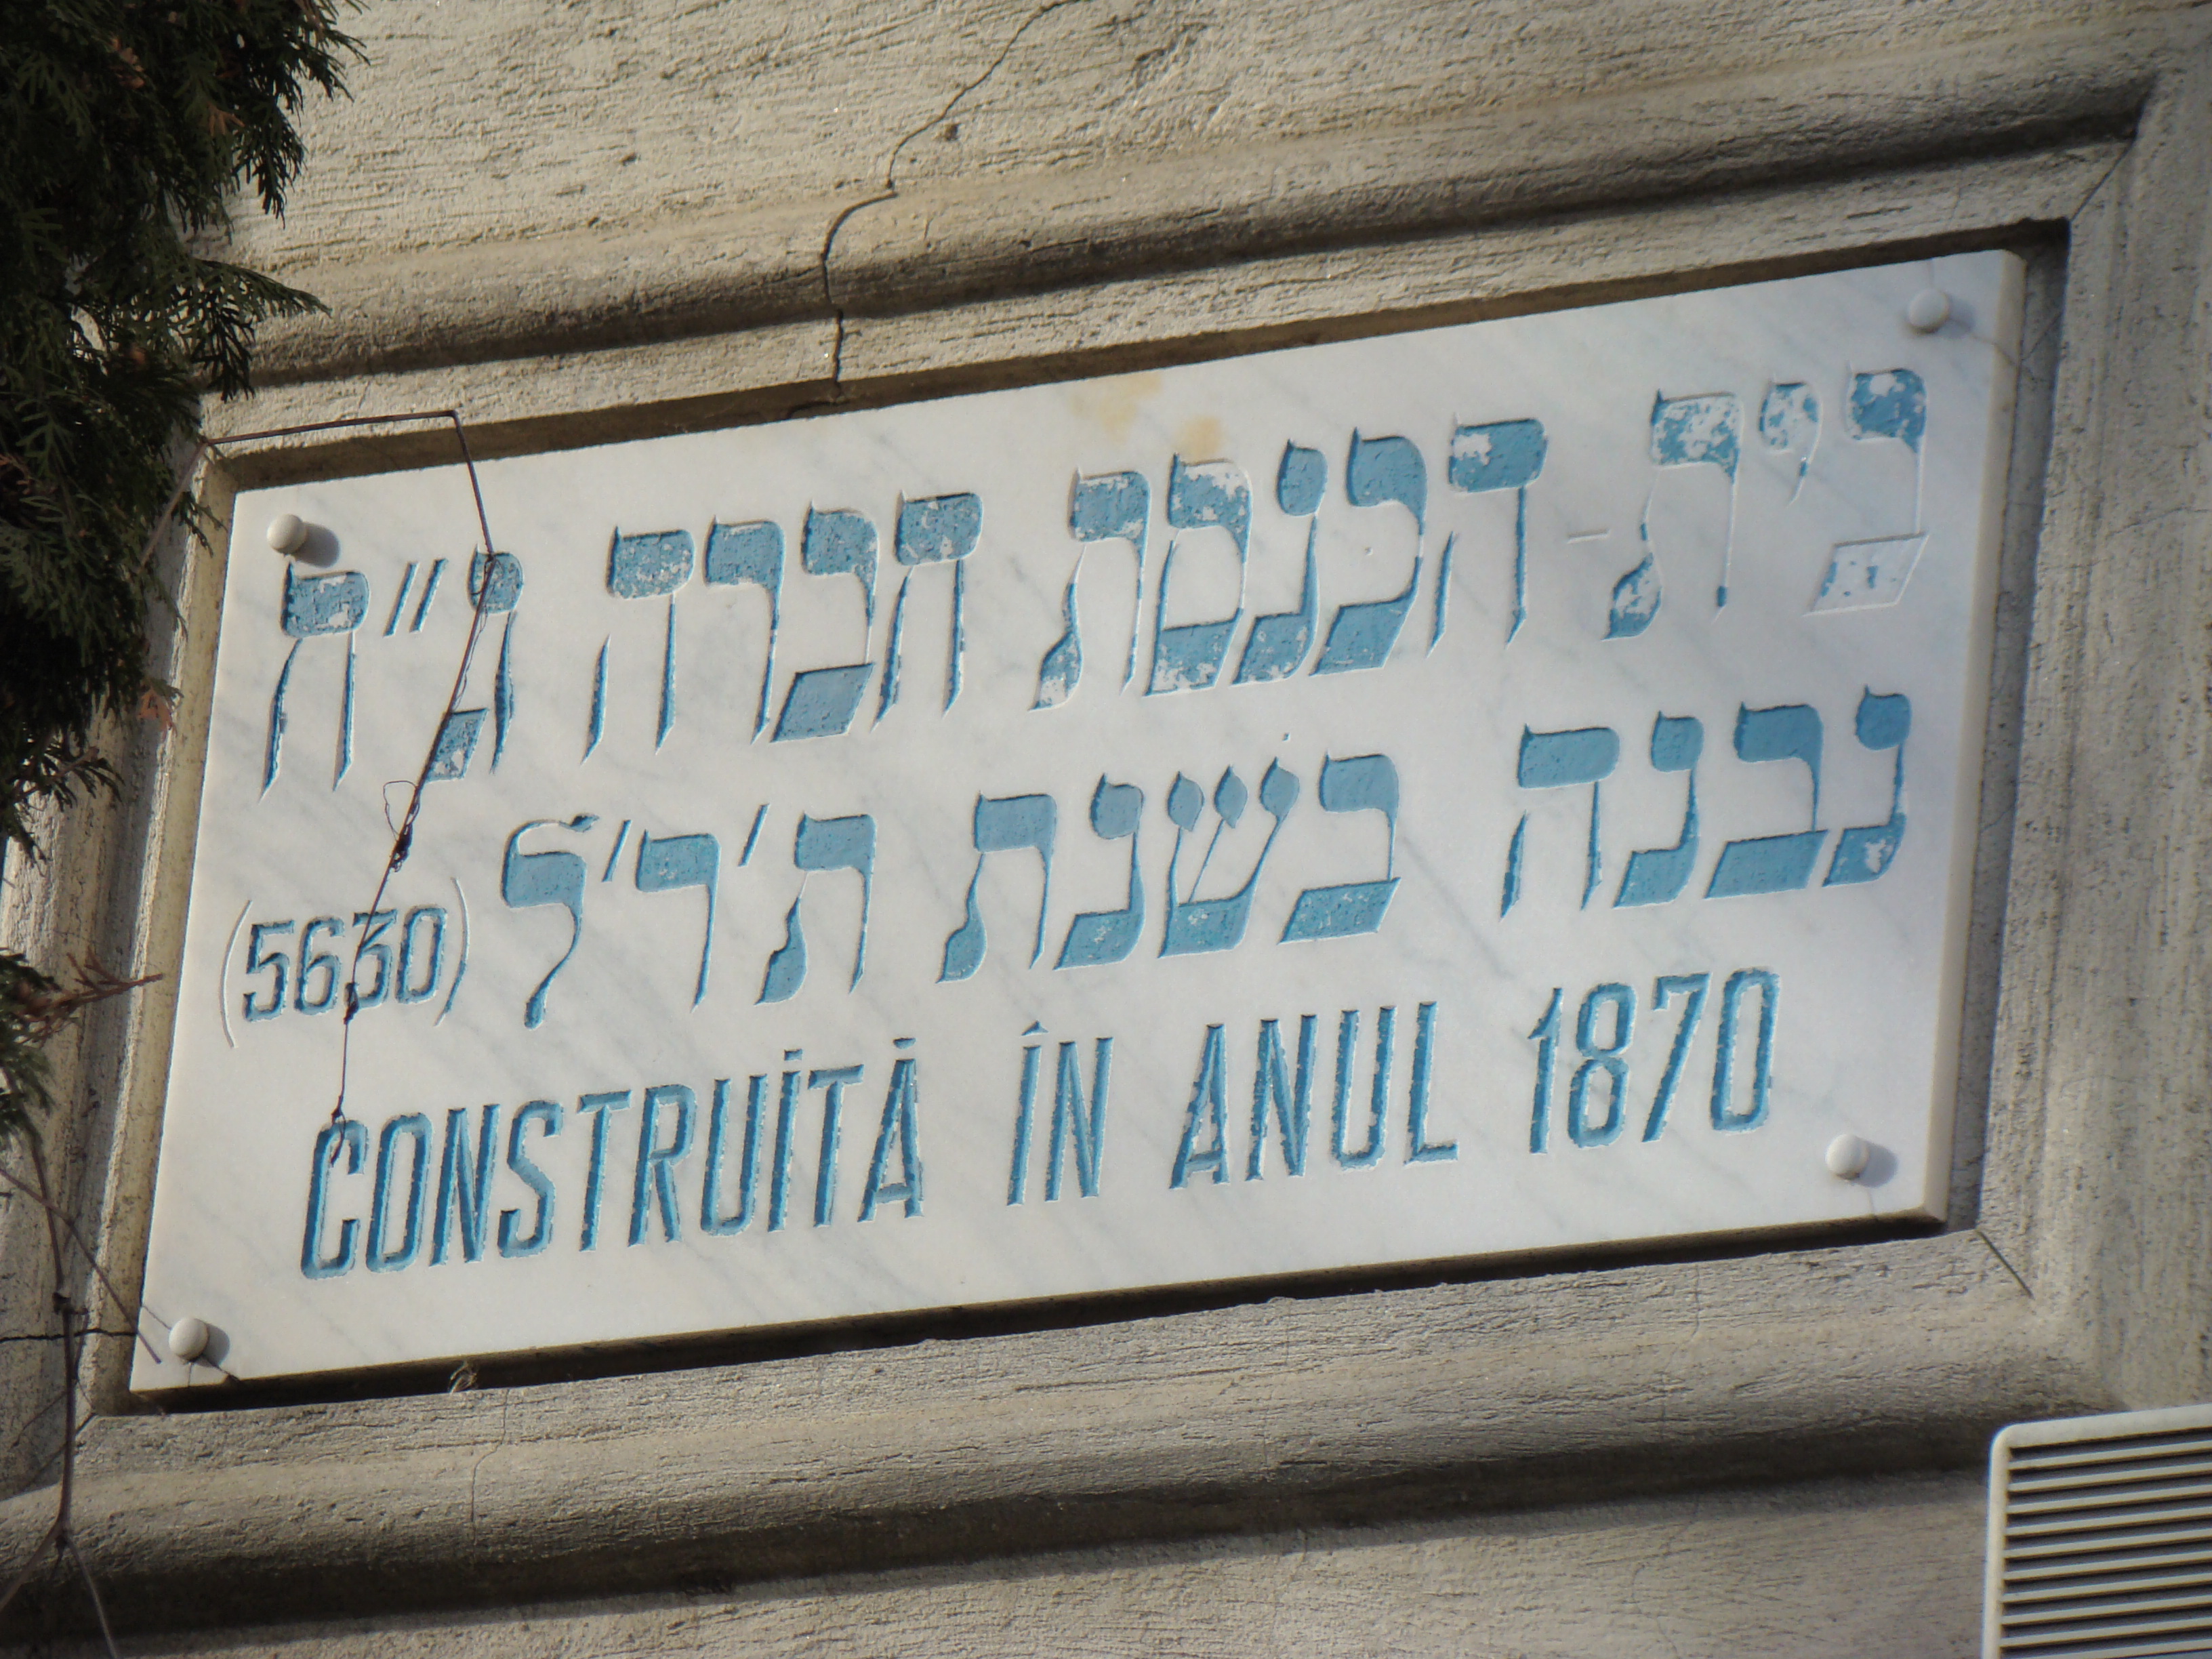 בית-הכנסת חברה ג״ח
נבנה בשנת ת׳ר׳ל (5630)
CONSTRUITĂ ÎN ANUL 1870